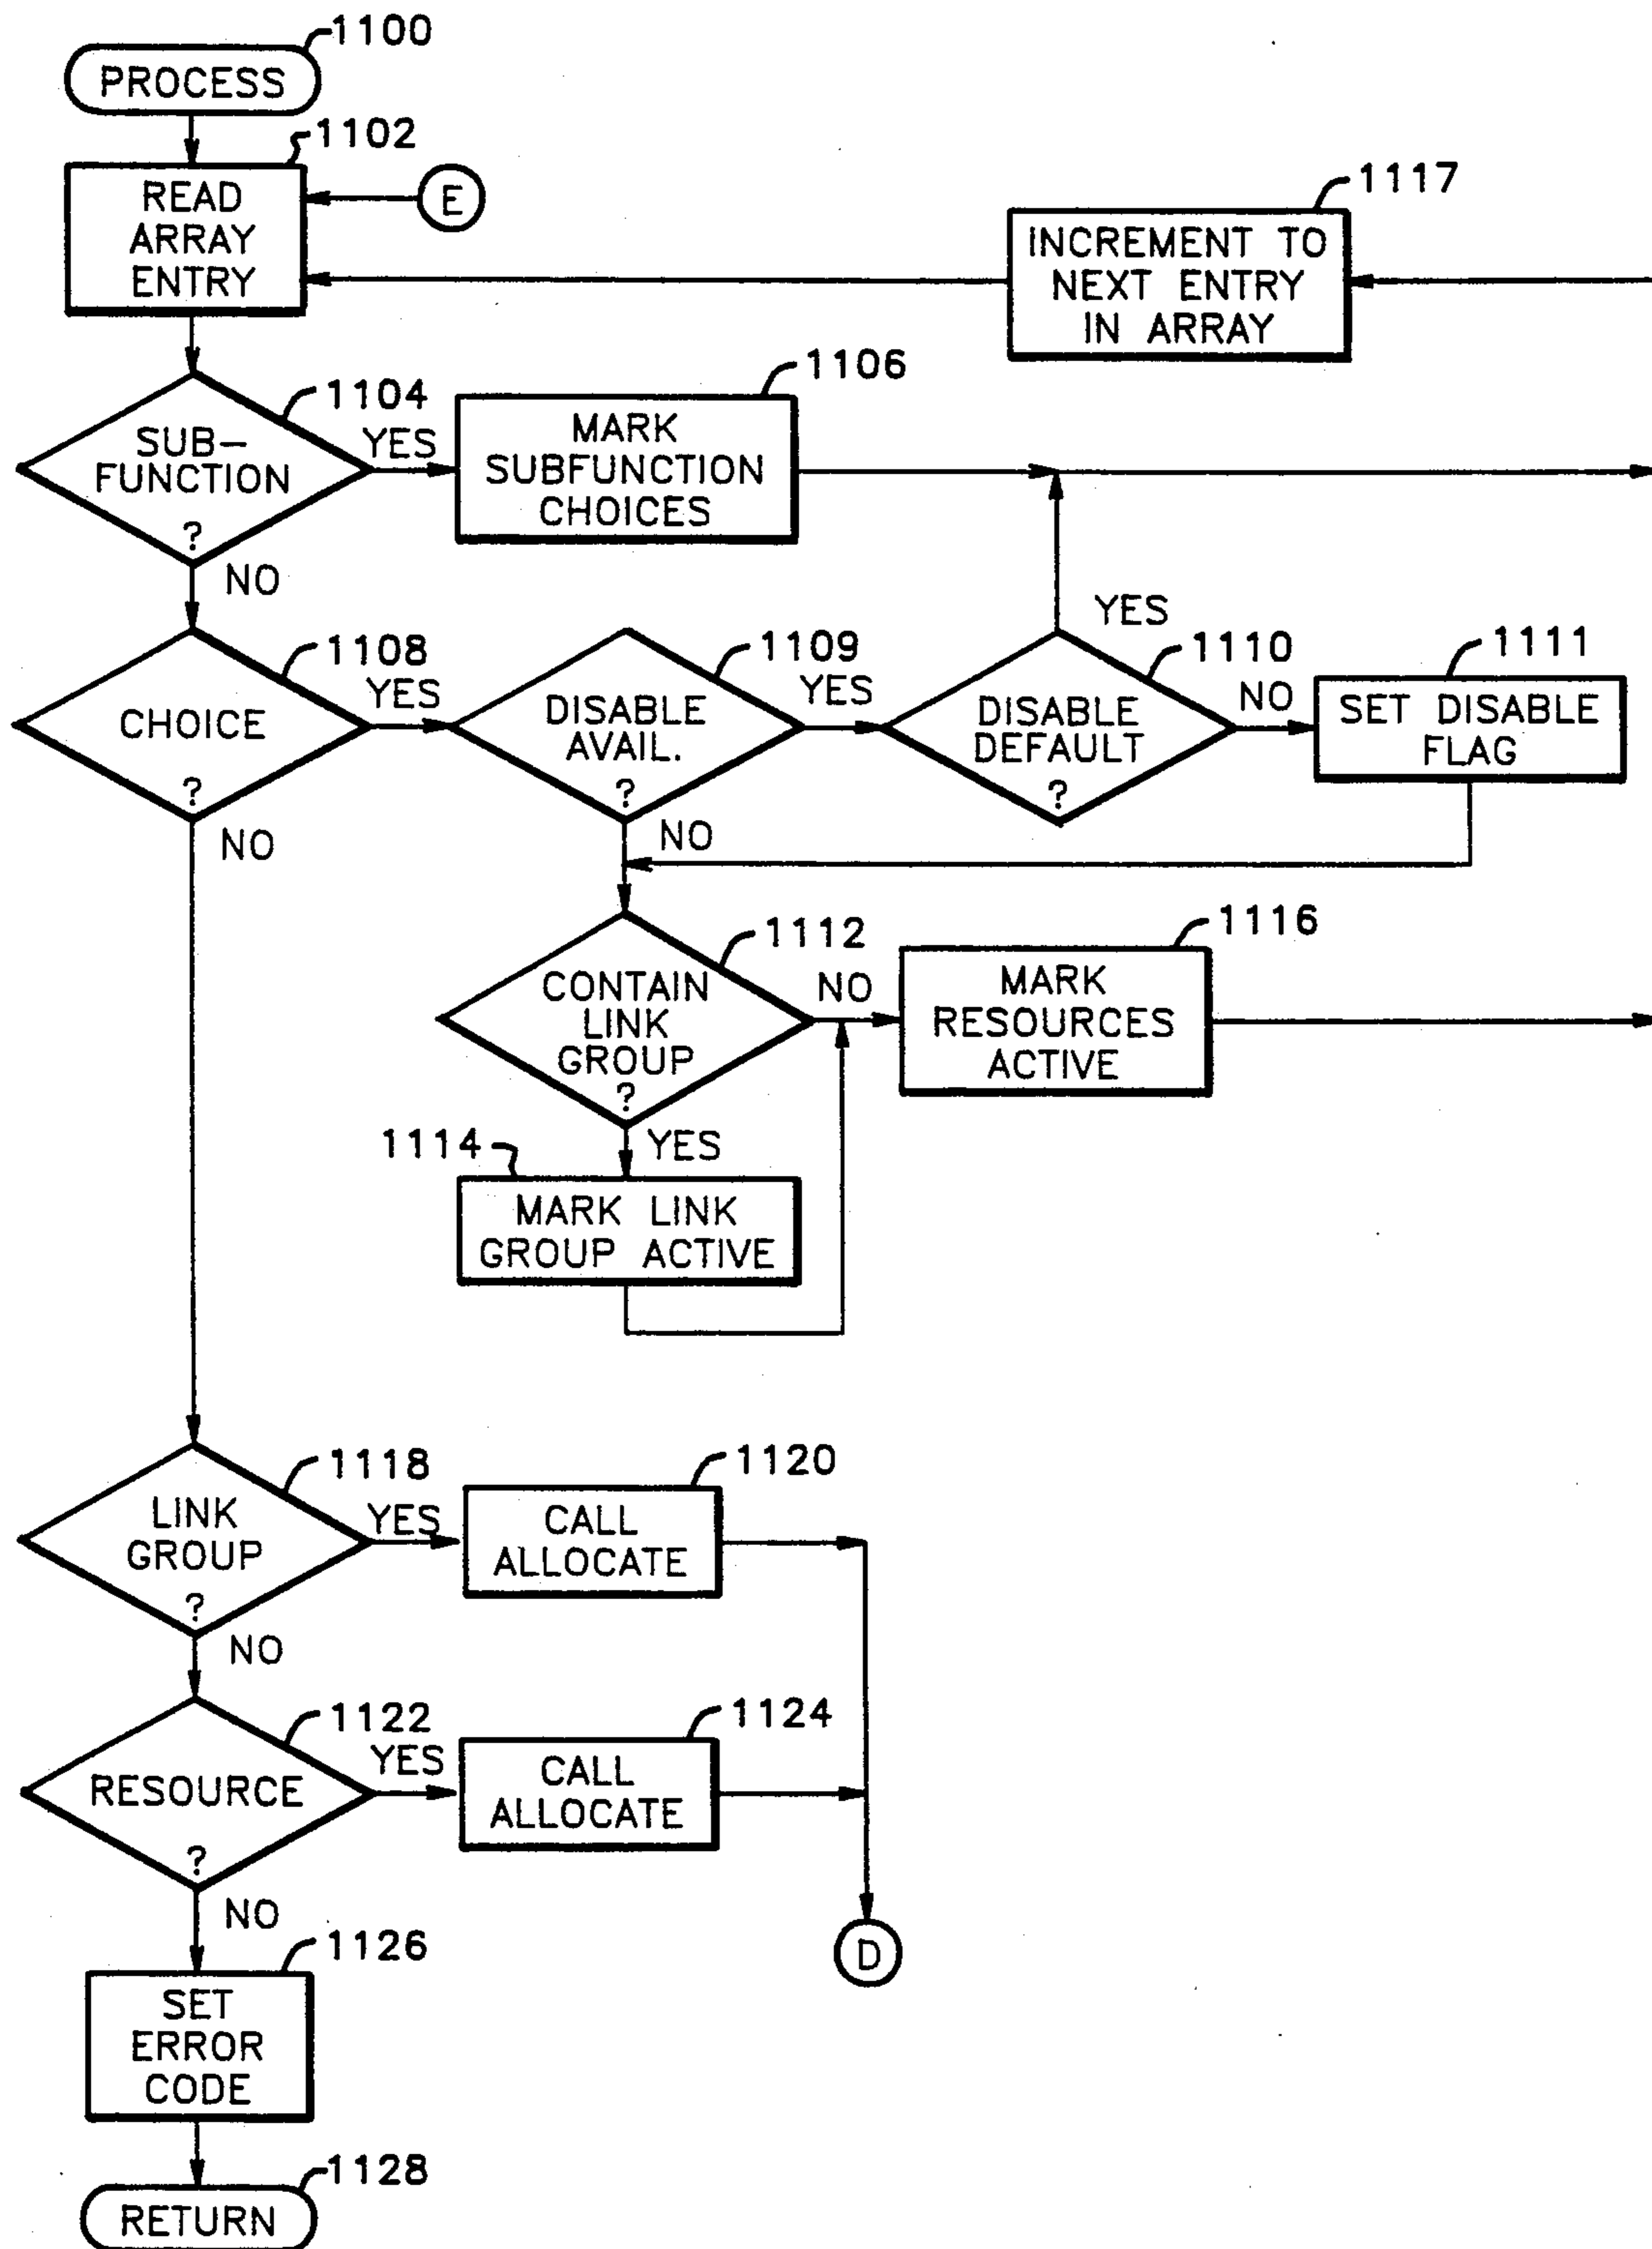 1100
PROCESS
1102
READ
ARRAY
ENTRY
E
1117
INCREMENT TO
NEXT ENTRY
IN ARRAY
1104
SUB-
FUNCTION
?
YES
NO
1106
MARK
SUBFUNCTION
CHOICES
1108
CHOICE
?
YES
NO
1109
DISABLE
AVAIL.
?
YES
NO
1110
DISABLE
DEFAULT
?
YES
NO
1111
SET DISABLE
FLAG
1112
CONTAIN
LINK
GROUP
?
NO
YES
1116
MARK
RESOURCES
ACTIVE
1114
MARK LINK
GROUP ACTIVE
1118
LINK
GROUP
?
YES
NO
1120
CALL
ALLOCATE
1122
RESOURCE
?
YES
NO
1124
CALL
ALLOCATE
D
1126
SET
ERROR
CODE
1128
RETURN